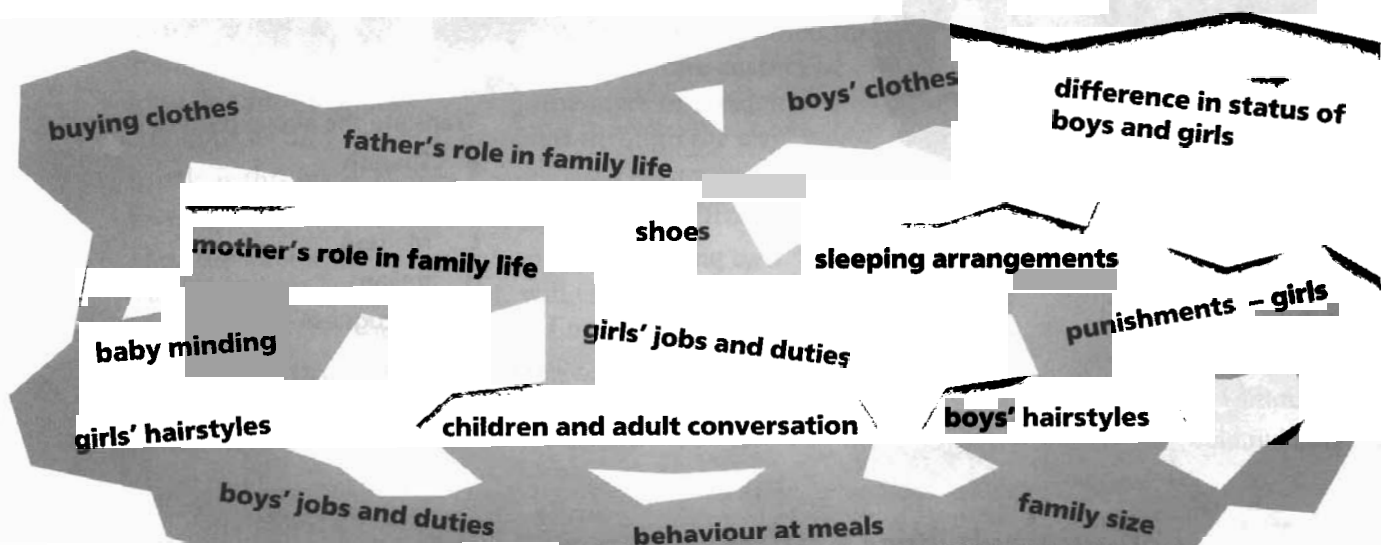 buying clothes
father's role in family life
boys' clothes
difference in status of
boys and girls
mother's role in family life
shoes
sleeping arrangements
punishments – girls
baby minding
girls' jobs and duties
girls' hairstyles
children and adult conversation
boys' hairstyles
boys' jobs and duties
behaviour at meals
family size